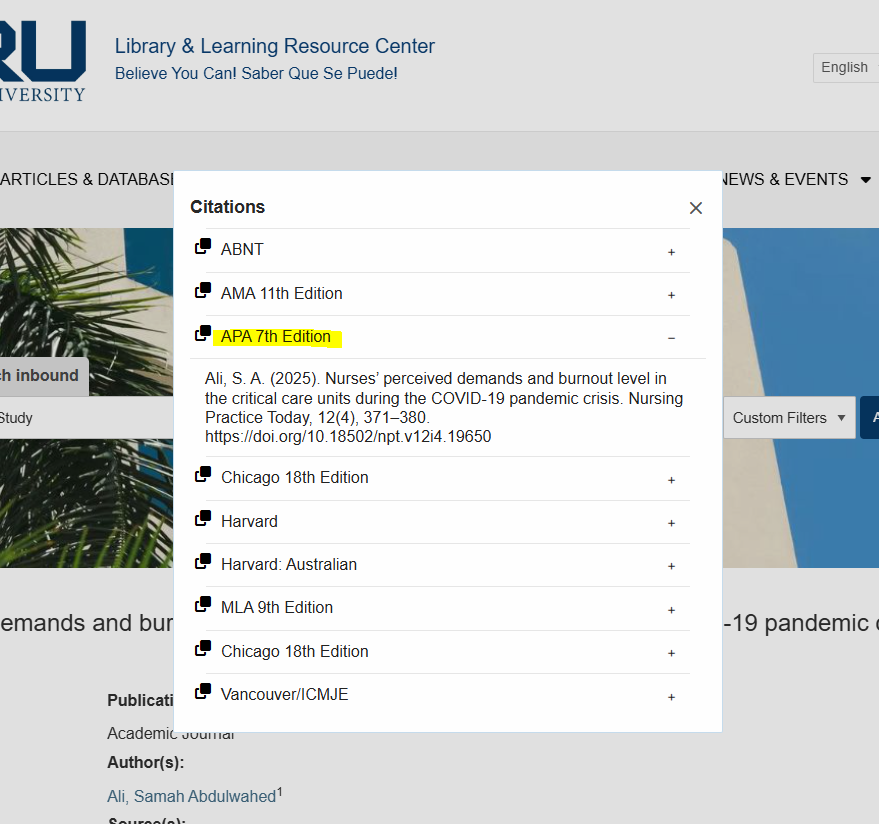 RU
IVERSITY
Library & Learning Resource Center
Believe You Can! Saber Que Se Puede!
English
ARTICLES & DATABAS
NEWS & EVENTS
Citations
ABNT
+
AMA 11th Edition
+
APA 7th Edition
–
Ali, S. A. (2025). Nurses’ perceived demands and burnout level in
the critical care units during the COVID-19 pandemic crisis. Nursing
Practice Today, 12(4), 371–380.
https://doi.org/10.18502/npt.v12i4.19650
ch inbound
Study
Custom Filters
Chicago 18th Edition
+
Harvard
+
Harvard: Australian
+
MLA 9th Edition
+
Chicago 18th Edition
+
Vancouver/ICMJE
+
emands and bur
-19 pandemic
Publicati
Academic Journal
Author(s):
Ali, Samah Abdulwahed1
Source(s):